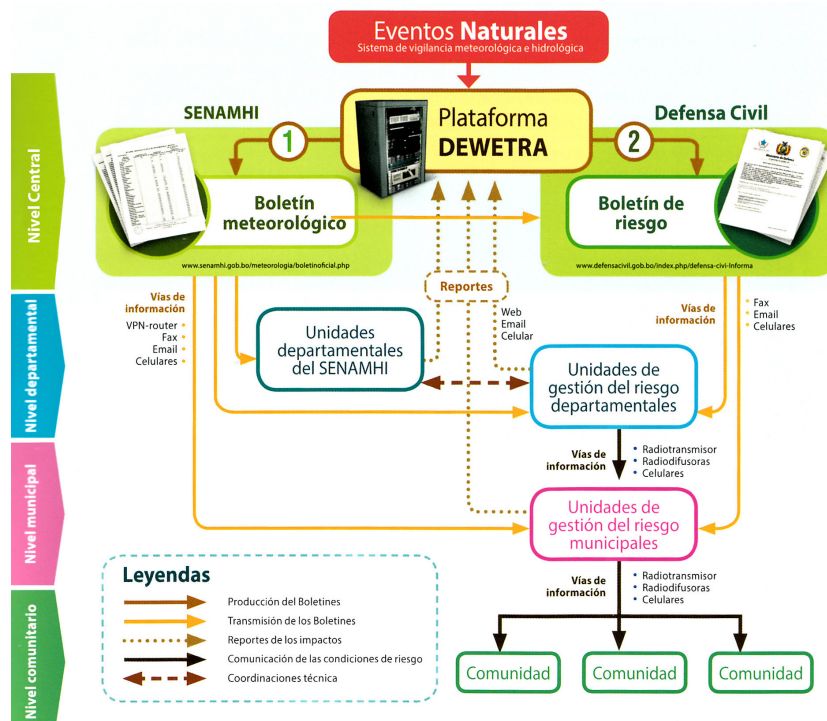 Eventos Naturales
Sistema de vigilancia meteorológica e hidrológica
SENAMHI
Plataforma
DEWETRA
Defensa Civil
1
2
Boletín
meteorológico
www.senamhi.gob.bo/meteorologia/boletinoficial.php
Boletín de
riesgo
www.defensacivil.gob.bo/index.php/defensa-civi-Informa
Nivel Central
Reportes
Vías de
información
VPN-router
Fax
Email
Celulares
Unidades
departamentales
del SENAMHI
Web
Email
Celular
Vías de
información
Fax
Email
Celulares
Unidades de
gestión del riesgo
departamentales
Nivel departamental
Vías de
información
Radiotransmisor
Radiodifusoras
Celulares
Unidades de
gestión del riesgo
municipales
Nivel municipal
Vías de
información
Radiotransmisor
Radiodifusoras
Celulares
Leyendas
Producción del Boletines
Transmisión de los Boletines
Reportes de los impactos
Comunicación de las condiciones de riesgo
Coordinaciones técnica
Comunidad
Comunidad
Comunidad
Nivel comunitario